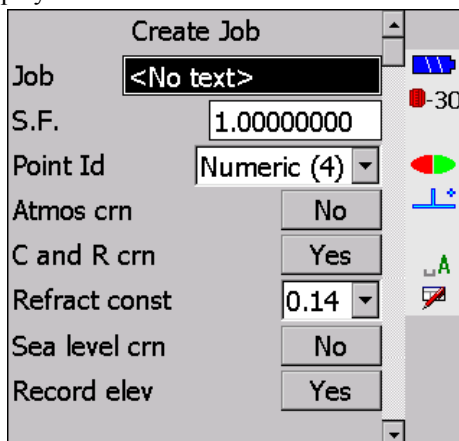 Create Job
Job <No text>
S.F. 1.00000000
Point Id Numeric (4)
-30
Atmos crn No
C and R crn Yes
A
Refract const 0.14
Sea level crn No
Record elev Yes